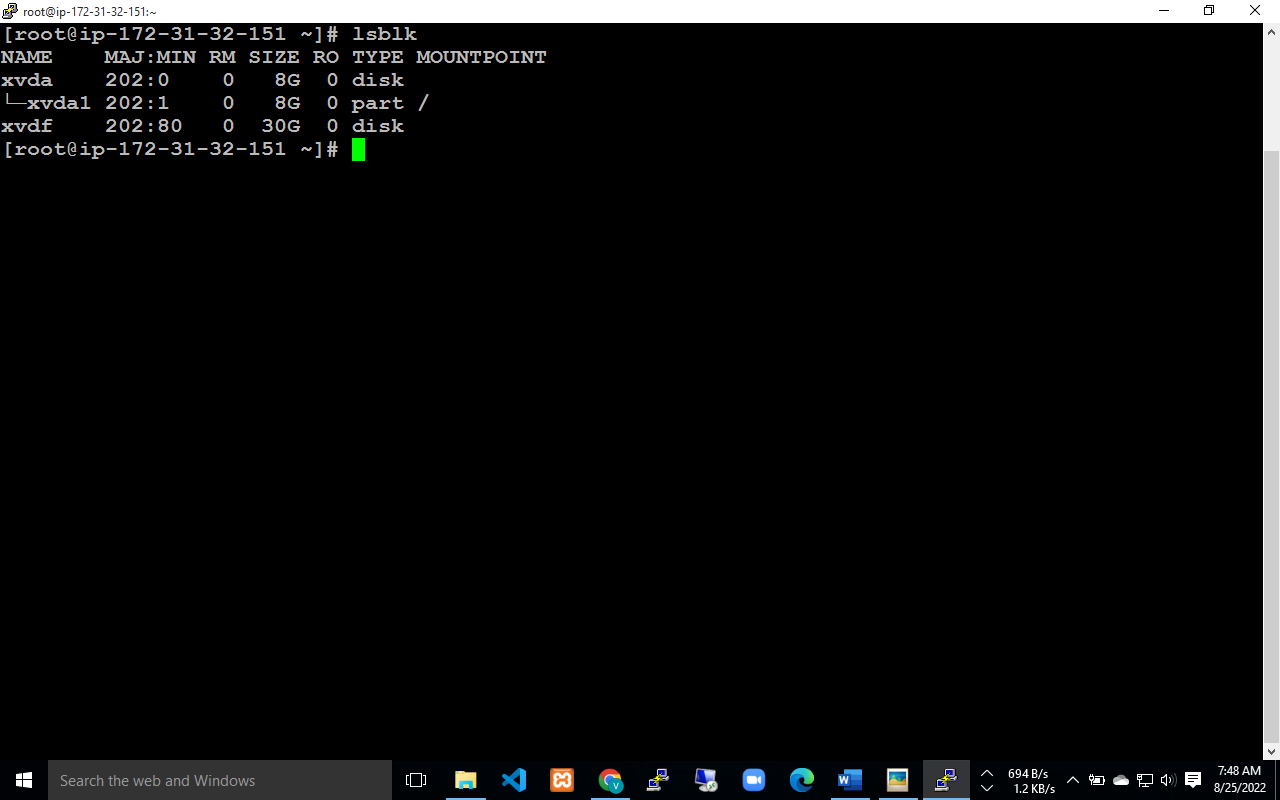 root@ip-172-31-32-151:~
[root@ip-172-31-32-151 ~]# lsblk
NAME    MAJ:MIN RM SIZE RO TYPE MOUNTPOINT
xvda    202:0    0   8G  0 disk
└─xvda1 202:1    0   8G  0 part /
xvdf    202:80   0  30G  0 disk
[root@ip-172-31-32-151 ~]#
Search the web and Windows
694 B/s
1.2 KB/s
7:48 AM
8/25/2022